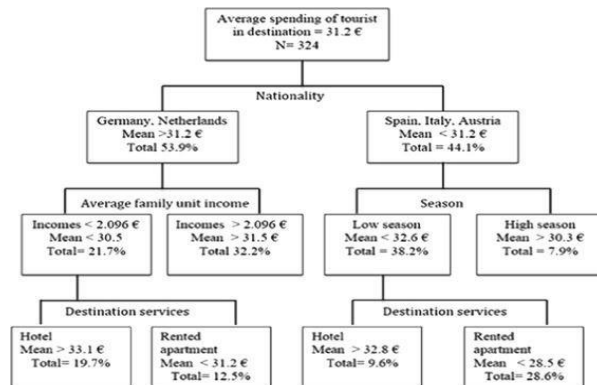 Average spending of tourist
in destination = 31.2 €
N= 324
Nationality
Germany, Netherlands
Mean >31.2 €
Total 53.9%
Spain, Italy, Austria
Mean < 31.2 €
Total = 44.1%
Average family unit income
Season
Incomes < 2.096 €
Mean < 30.5
Total= 21.7%
Incomes > 2.096 €
Mean > 31.5 €
Total 32.2%
Low season
Mean < 32.6 €
Total = 38.2%
High season
Mean > 30.3 €
Total = 7.9%
Destination services
Destination services
Hotel
Mean > 33.1 €
Total = 19.7%
Rented
apartment
Mean < 31.2 €
Total = 12.5%
Hotel
Mean > 32.8 €
Total = 9.6%
Rented
apartment
Mean < 28.5 €
Total = 28.6%